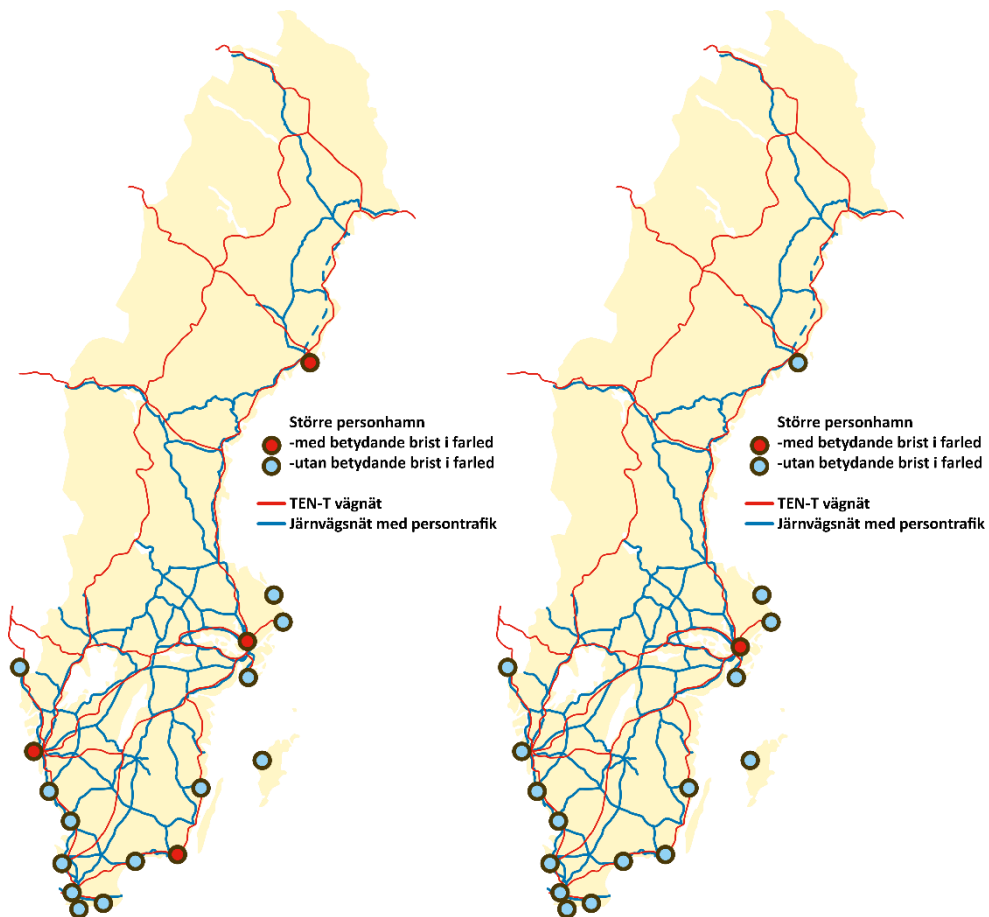 Större personhamn
-med betydande brist i farled
-utan betydande brist i farled
TEN-T vägnät
Järnvägsnät med persontrafik
Större personhamn
-med betydande brist i farled
-utan betydande brist i farled
TEN-T vägnät
Järnvägsnät med persontrafik